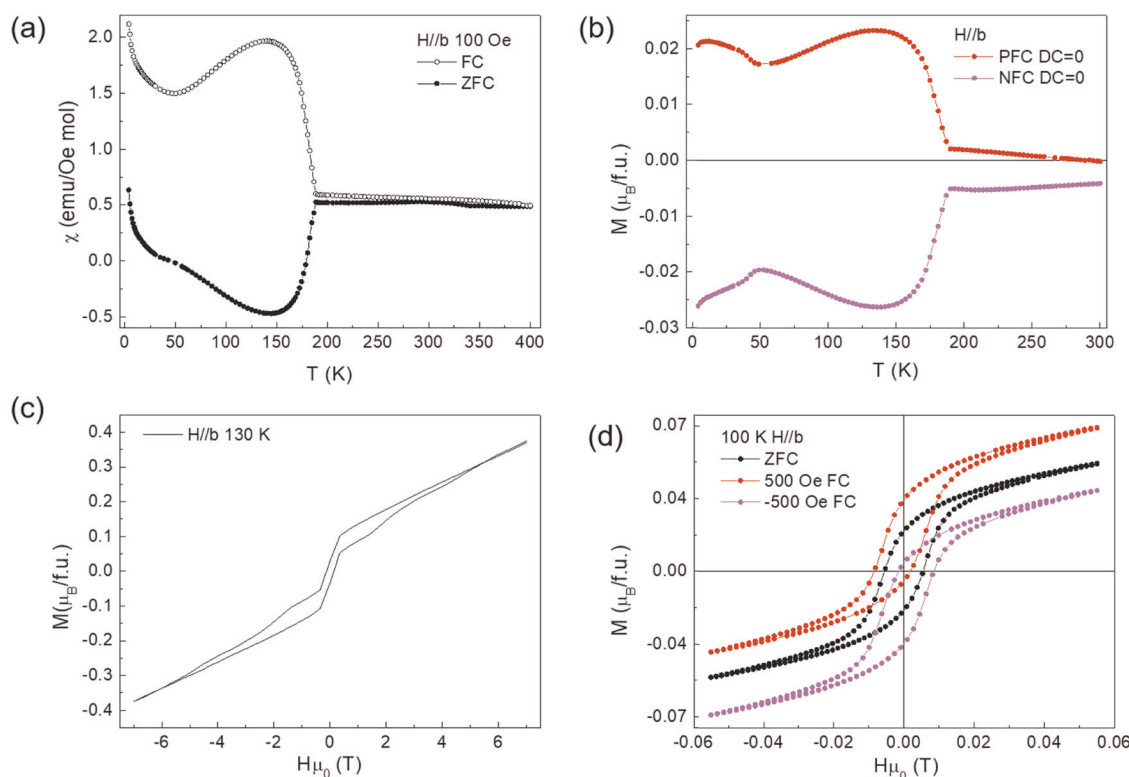 (a)
H//b 100 Oe
FC
ZFC
2.0
1.5
1.0
0.5
0.0
-0.5
χ (emu/Oe mol)
0 50 100 150 200 250 300 350 400
T (K)
(b)
H//b
PFC DC=0
NFC DC=0
0.02
0.01
0.00
-0.01
-0.02
-0.03
M (μB/f.u.)
0 50 100 150 200 250 300
T (K)
(c)
H//b 130 K
0.4
0.3
0.2
0.1
0.0
-0.1
-0.2
-0.3
-0.4
M(μB/f.u.)
-6 -4 -2 0 2 4 6
Hμ0 (T)
(d)
100 K H//b
ZFC
500 Oe FC
-500 Oe FC
0.07
0.04
0.00
-0.04
-0.07
M (μB/f.u.)
-0.06 -0.04 -0.02 0.00 0.02 0.04 0.06
Hμ0 (T)